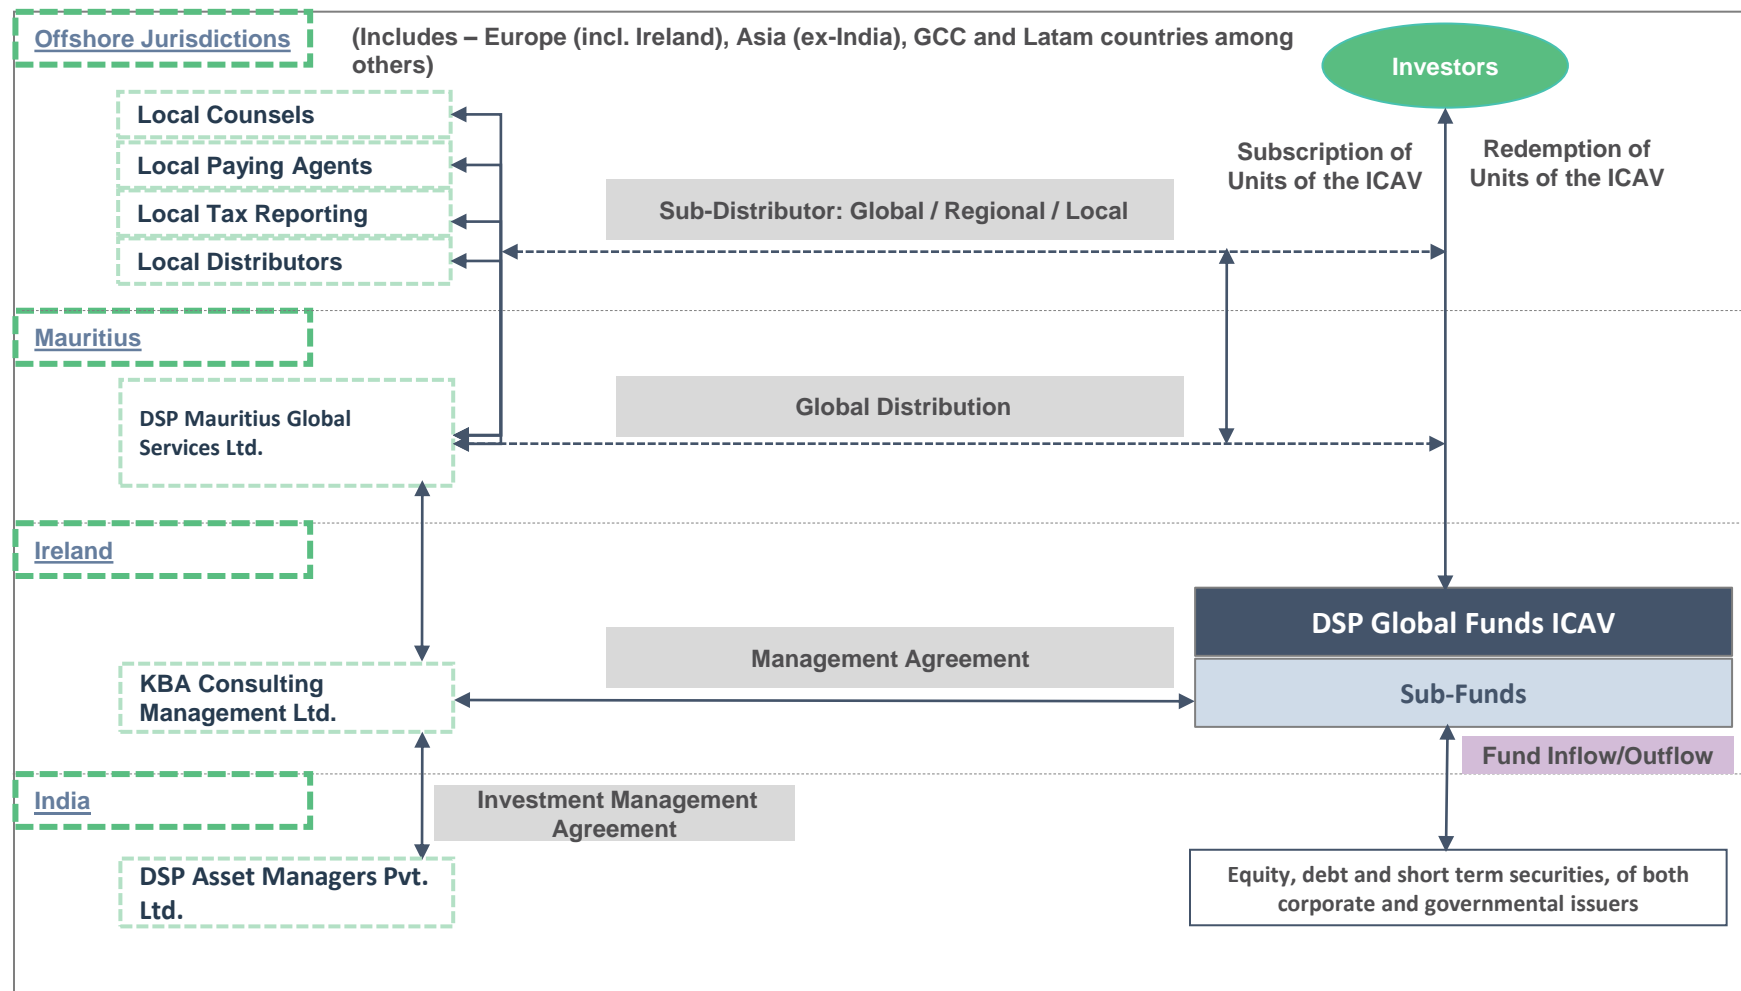 Offshore Jurisdictions
(Includes – Europe (incl. Ireland), Asia (ex-India), GCC and Latam countries among
others)
Investors
Local Counsels
Local Paying Agents
Local Tax Reporting
Local Distributors
Sub-Distributor: Global / Regional / Local
Subscription of
Units of the ICAV
Redemption of
Units of the ICAV
Mauritius
DSP Mauritius Global
Services Ltd.
Global Distribution
Ireland
DSP Global Funds ICAV
Management Agreement
KBA Consulting
Management Ltd.
Sub-Funds
Fund Inflow/Outflow
India
Investment Management
Agreement
DSP Asset Managers Pvt.
Ltd.
Equity, debt and short term securities, of both
corporate and governmental issuers